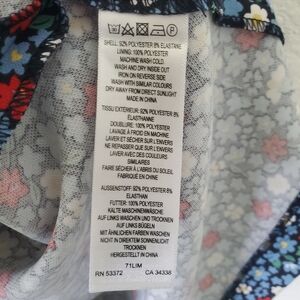 SHELL: 92% POLYESTER 8% ELASTANE
LINING: 100% POLYESTER
MACHINE WASH COLD
WASH AND DRY INSIDE OUT
IRON ON REVERSE SIDE
WASH WITH SIMILAR COLOURS
DRY AWAY FROM DIRECT SUNLIGHT
MADE IN CHINA
TISSU EXTERIEUR: 92% POLYESTER 8%
ELASTHANNE
DOUBLURE: 100% POLYESTER
LAVAGE À FROID EN MACHINE
LAVER ET SÉCHER SUR L'ENVERS
NE REPASSER QUE SUR L'ENVERS
LAVER AVEC DES COULEURS
SIMILAIRES
FAIRE SÉCHER À L'ABRIS DU SOLEIL
FABRIQUÉ EN CHINE
AUSSENSTOFF: 92% POLYESTER 8%
ELASTHAN
FUTTER: 100% POLYESTER
KALTE MASCHINENWÄSCHE
AUF LINKS WASCHEN UND TROCKNEN
AUF LINKS BÜGELN
MIT ÄHNLICHEN FARBEN WASCHEN
NICHT IN DIREKTEM SONNENLICHT
TROCKNEN
HERGESTELLT IN CHINA
71LIM
RN 53372 CA 34338